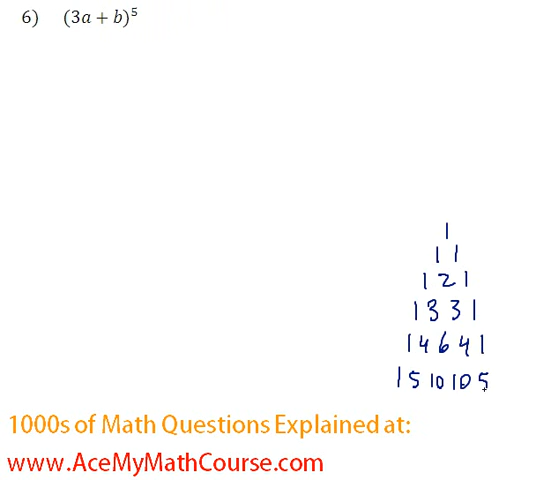 6) (3a + b)⁵
1
1 1
1 2 1
1 3 3 1
1 4 6 4 1
1 5 10 10 5
1000s of Math Questions Explained at:
www.AceMyMathCourse.com